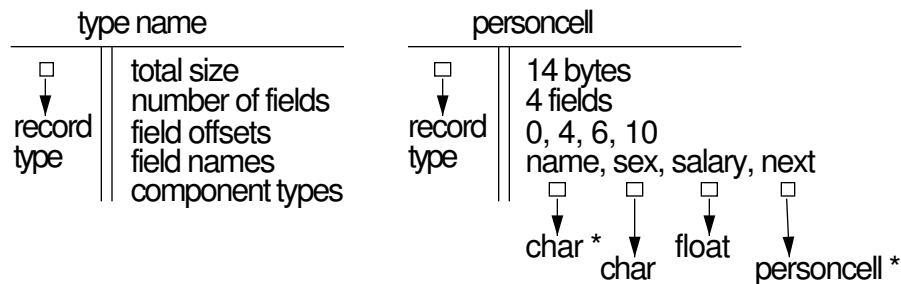 type name
total size
number of fields
record
field offsets
type
field names
component types
personcell
14 bytes
4 fields
record
0, 4, 6, 10
type
name, sex, salary, next
char *
float
char
personcell *